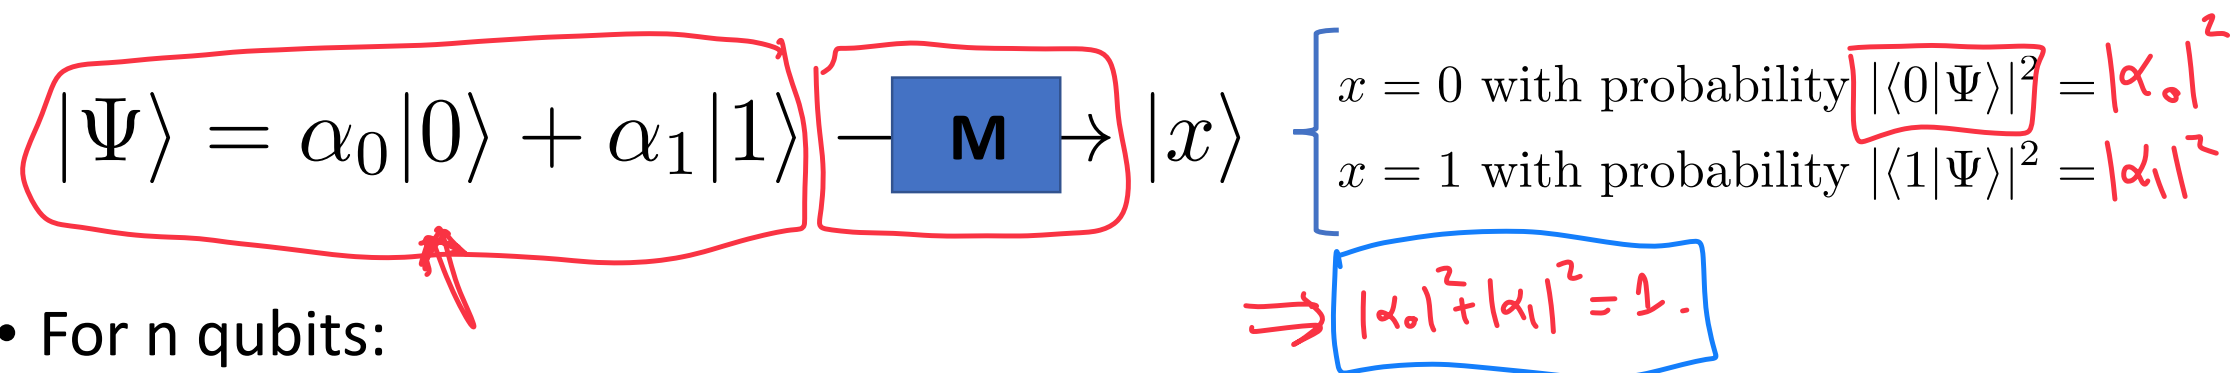 |Ψ⟩ = α₀|0⟩ + α₁|1⟩ — M → |x⟩
x = 0 with probability |⟨0|Ψ⟩|² = |α₀|²
x = 1 with probability |⟨1|Ψ⟩|² = |α₁|²
⇒ |α₀|² + |α₁|² = 1.
• For n qubits: